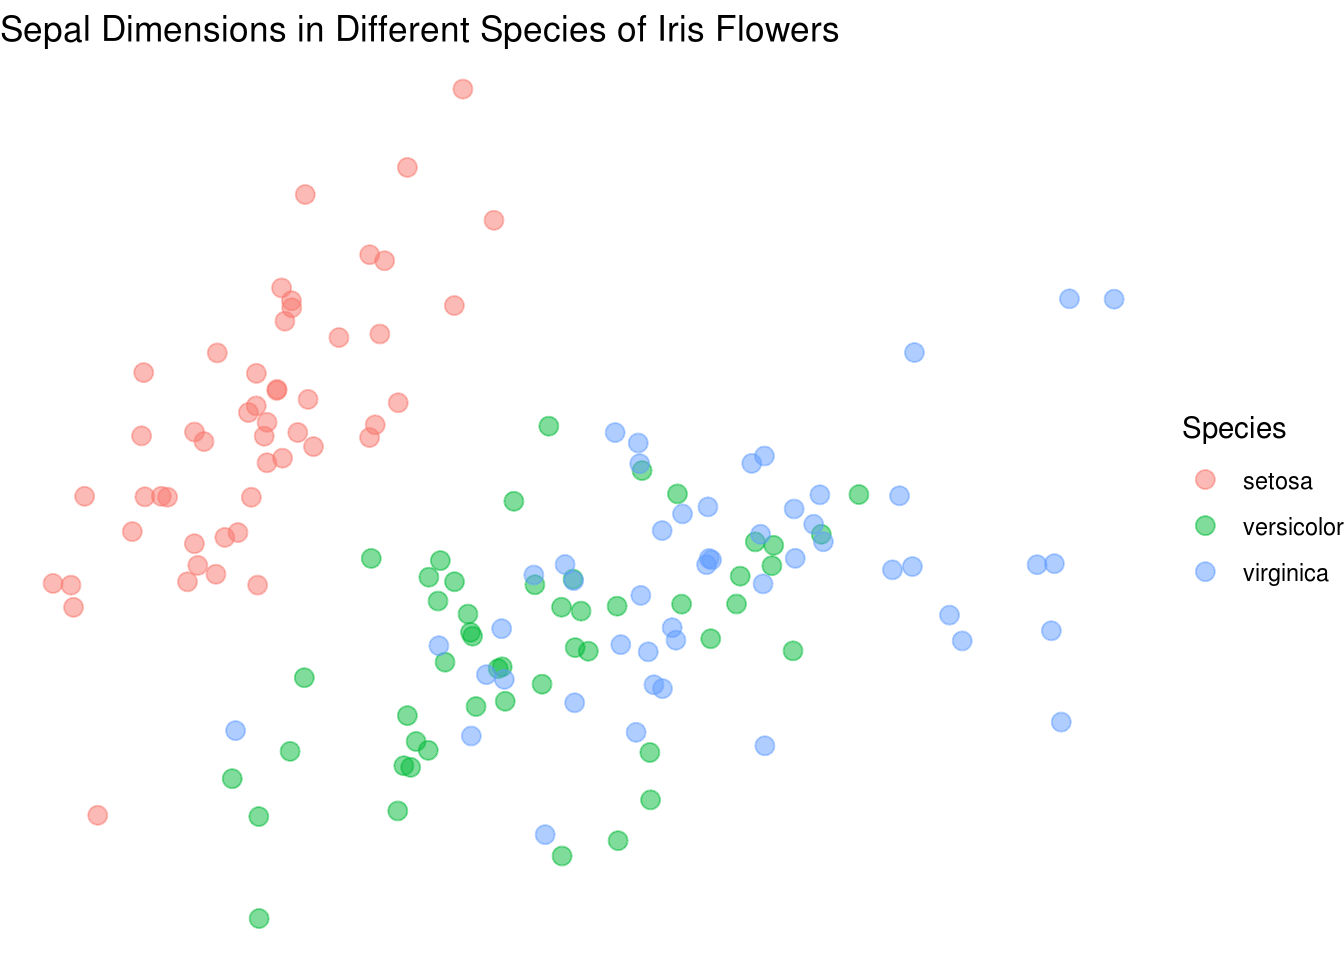 Sepal Dimensions in Different Species of Iris Flowers
Species
setosa
versicolor
virginica